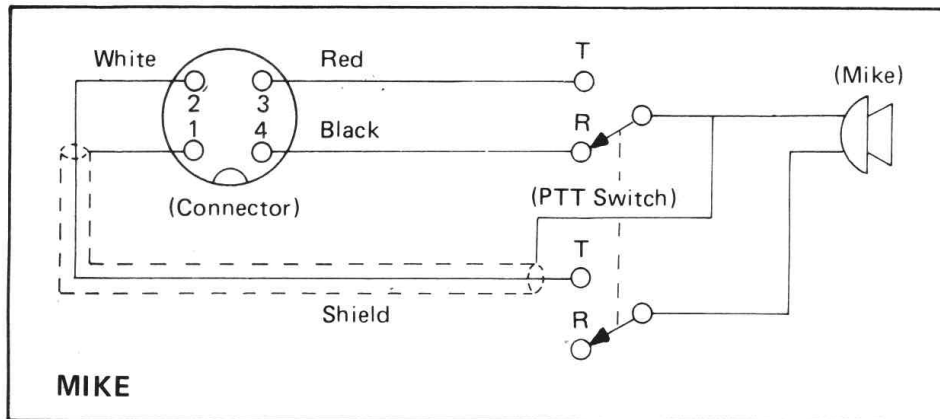 White
Red
T
(Mike)
2 3
1 4
R
Black
(Connector)
(PTT Switch)
T
Shield
R
MIKE